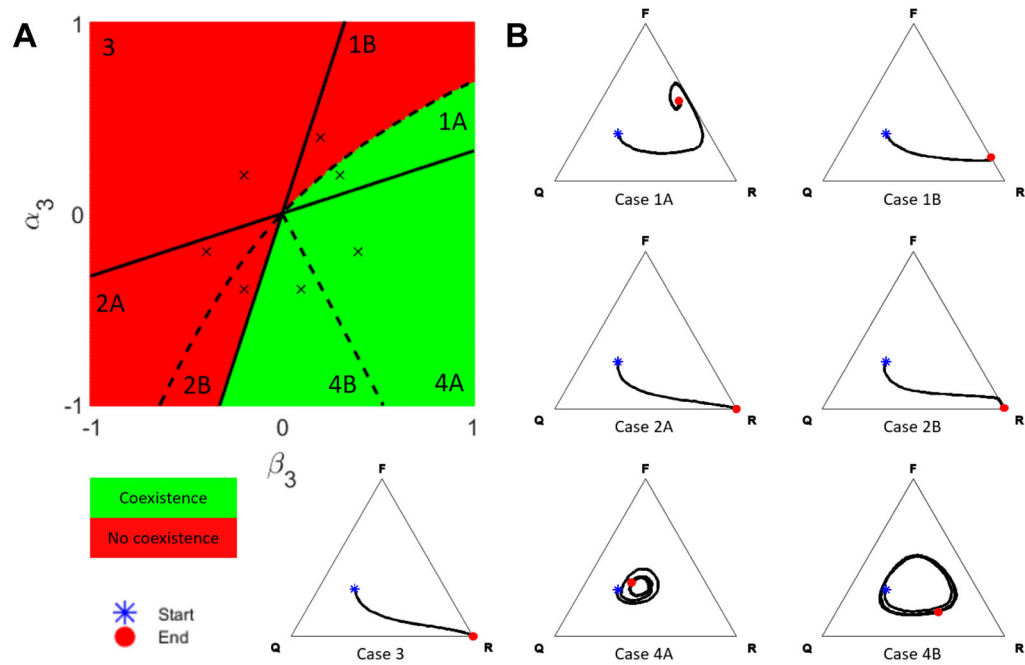 A
1
3
1B
1A
α₃
0
2A
2B
4B
4A
-1
-1
0
1
β₃
Coexistence
No coexistence
Start
End
F
Q
R
Case 3
B
F
Q
R
Case 1A
F
Q
R
Case 1B
F
Q
R
Case 2A
F
Q
R
Case 2B
F
Q
R
Case 4A
F
Q
R
Case 4B